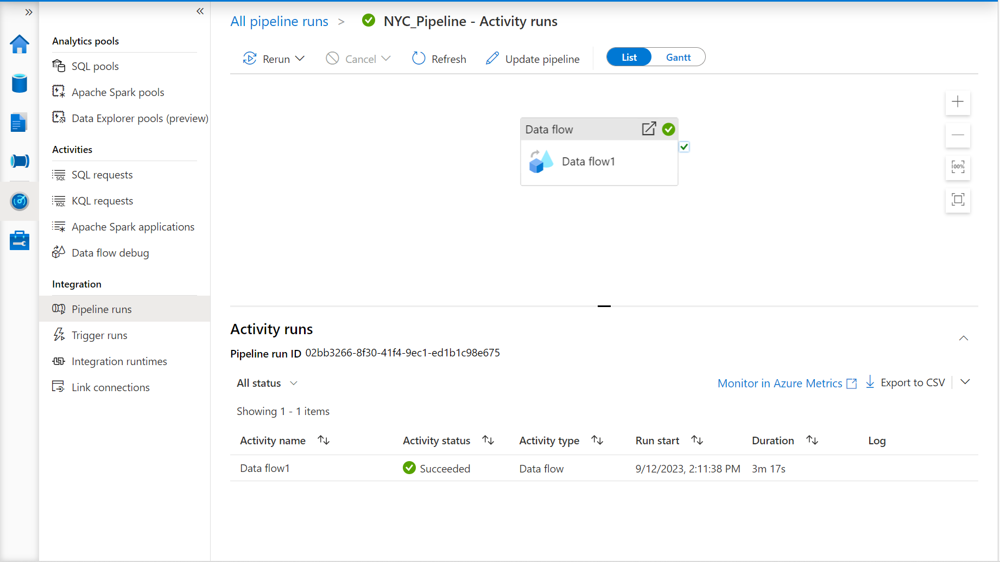 All pipeline runs > NYC_Pipeline - Activity runs
Analytics pools
SQL pools
Apache Spark pools
Data Explorer pools (preview)
Activities
SQL requests
KQL requests
Apache Spark applications
Data flow debug
Integration
Pipeline runs
Trigger runs
Integration runtimes
Link connections
Rerun Cancel Refresh Update pipeline List Gantt
Data flow
Data flow1
100%
Activity runs
Pipeline run ID 02bb3266-8f30-41f4-9ec1-ed1b1c98e675
All status Monitor in Azure Metrics Export to CSV
Showing 1 - 1 items
Activity name Activity status Activity type Run start Duration Log
Data flow1 Succeeded Data flow 9/12/2023, 2:11:38 PM 3m 17s